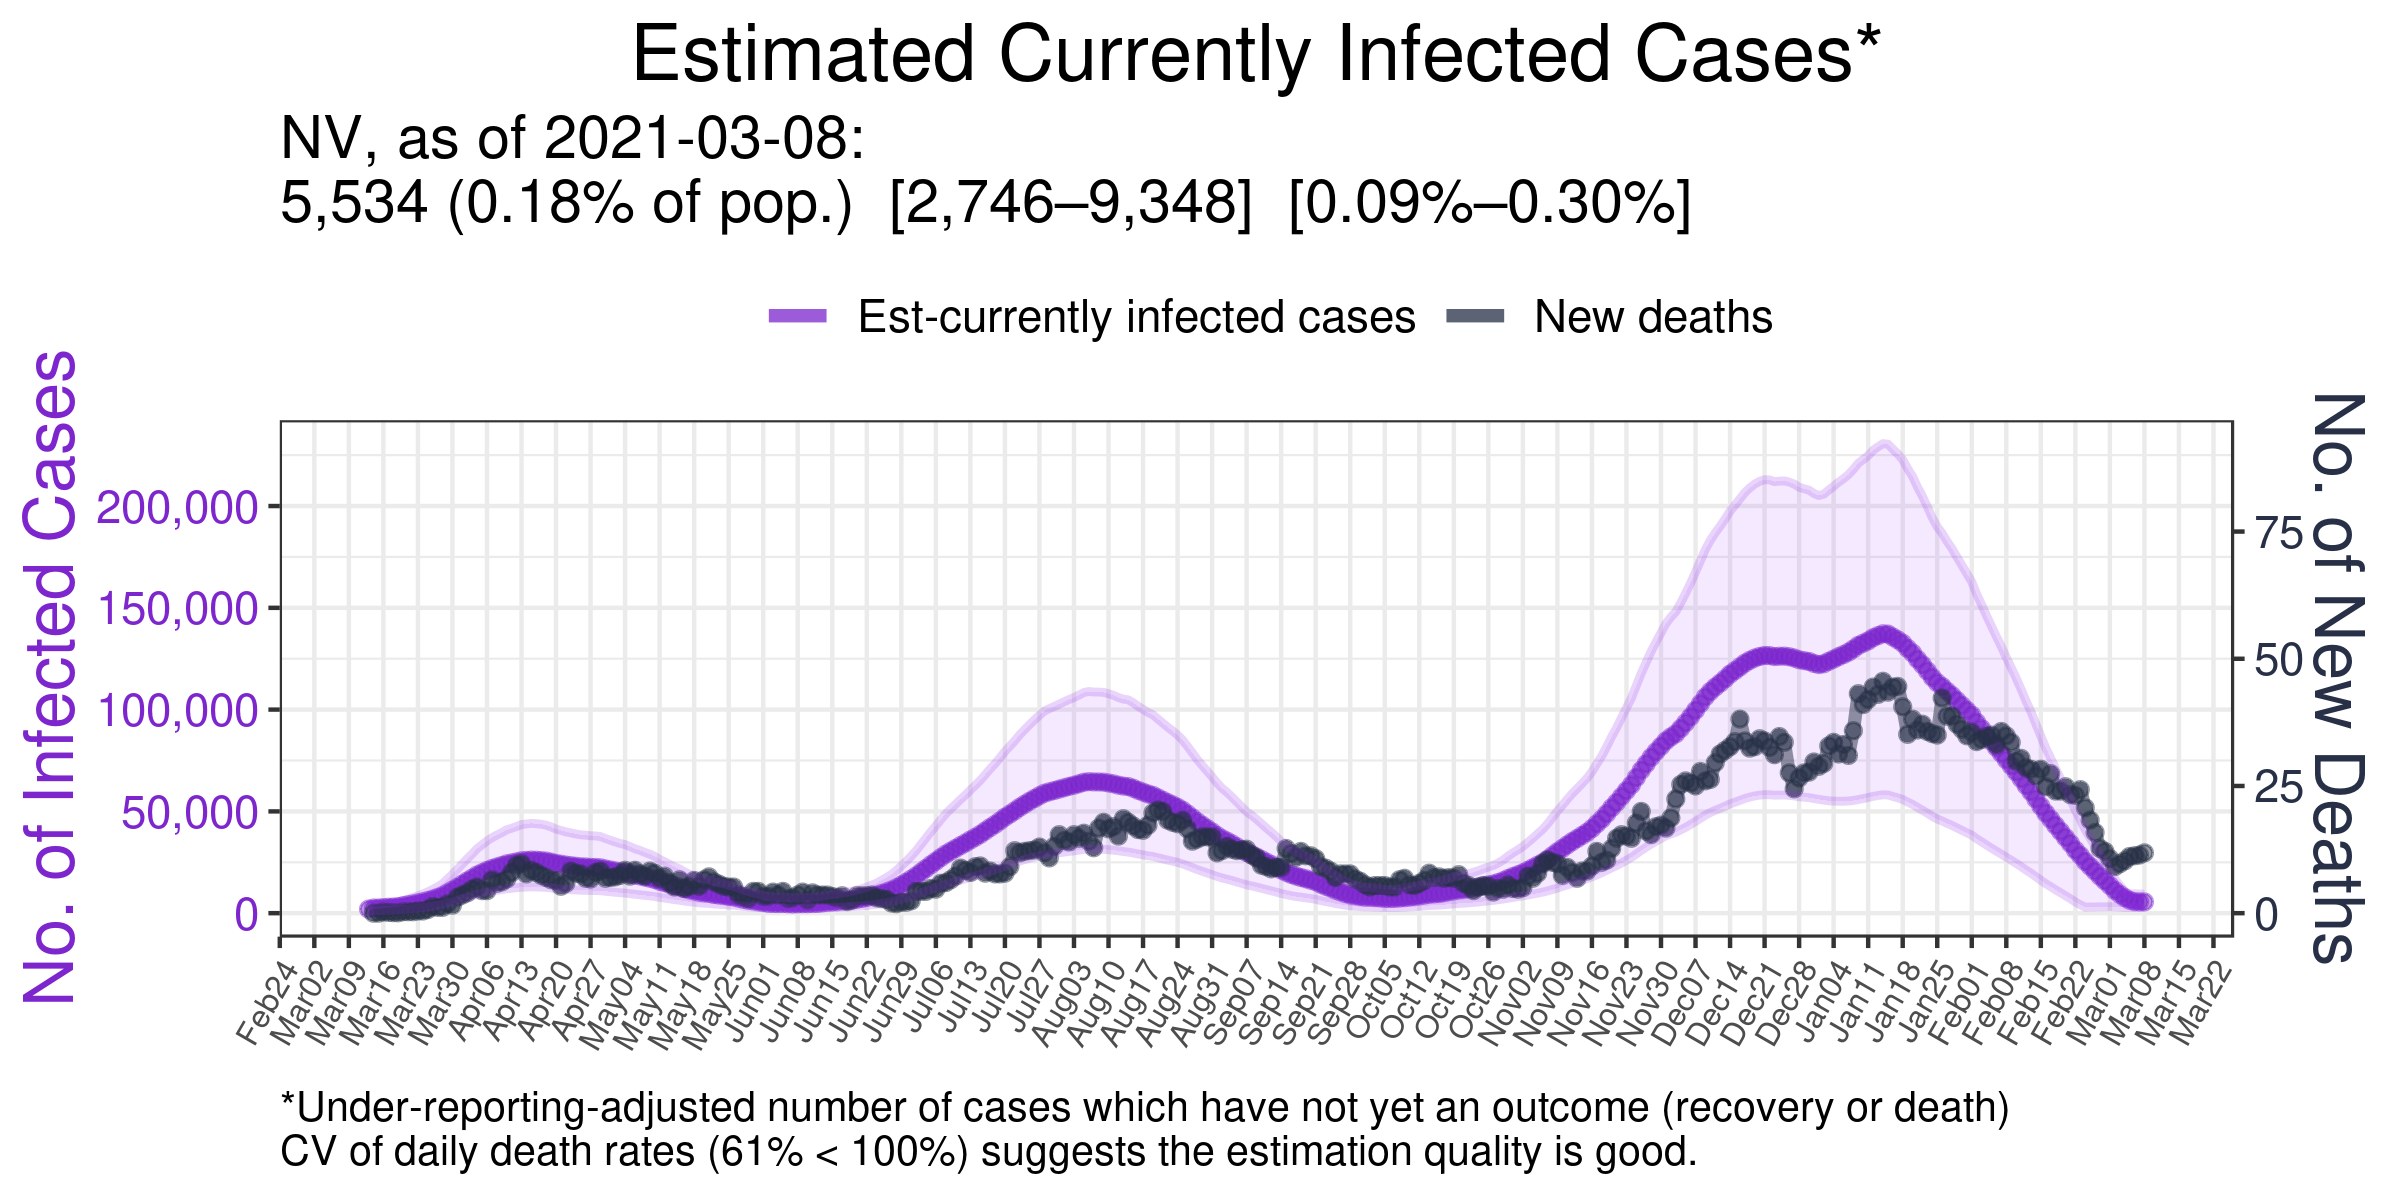 Estimated Currently Infected Cases*
NV, as of 2021-03-08:
5,534 (0.18% of pop.) [2,746–9,348] [0.09%–0.30%]
Est-currently infected cases
New deaths
No. of Infected Cases
200,000
150,000
100,000
50,000
0
75
50
25
0
No. of New Deaths
Feb24
Mar02
Mar09
Mar16
Mar23
Mar30
Apr06
Apr13
Apr20
Apr27
May04
May11
May18
May25
Jun01
Jun08
Jun15
Jun22
Jun29
Jul06
Jul13
Jul20
Jul27
Aug03
Aug10
Aug17
Aug24
Aug31
Sep07
Sep14
Sep21
Sep28
Oct05
Oct12
Oct19
Oct26
Nov02
Nov09
Nov16
Nov23
Nov30
Dec07
Dec14
Dec21
Dec28
Jan04
Jan11
Jan18
Jan25
Feb01
Feb08
Feb15
Feb22
Mar01
Mar08
Mar15
Mar22
*Under-reporting-adjusted number of cases which have not yet an outcome (recovery or death)
CV of daily death rates (61% < 100%) suggests the estimation quality is good.